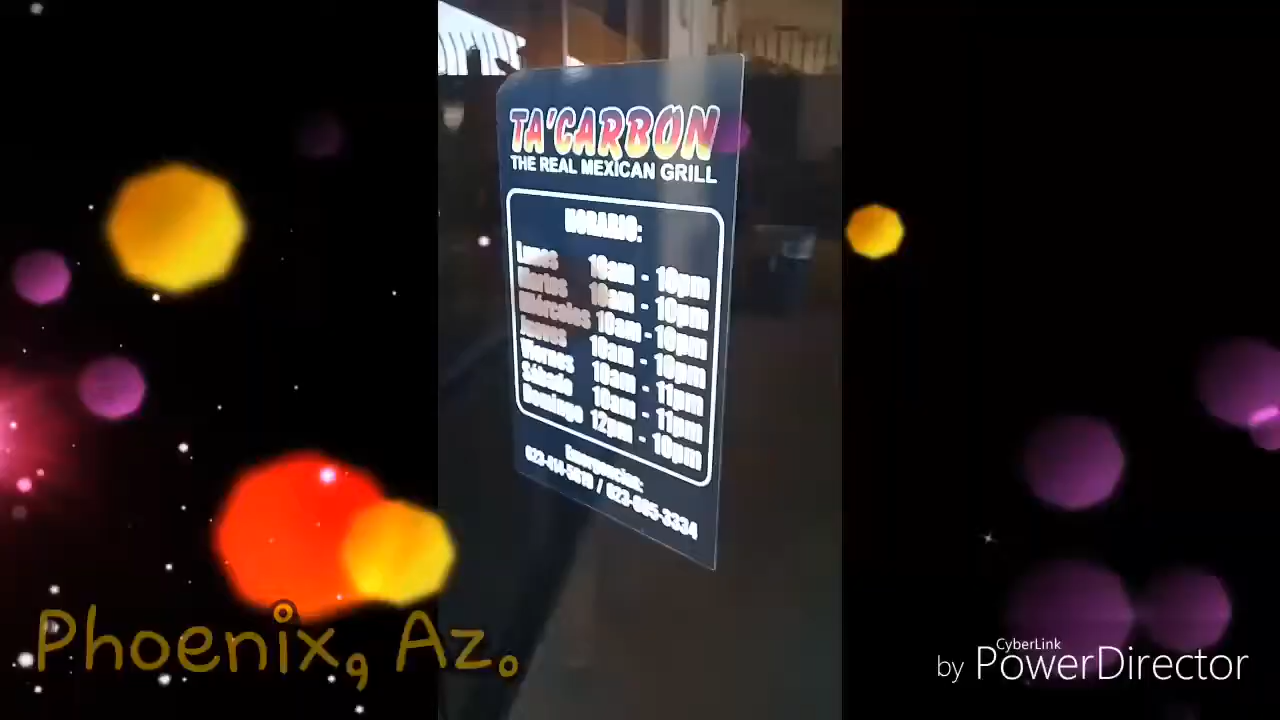 TA'CARBON
THE REAL MEXICAN GRILL
HORARIO:
Lunes 10am - 10pm
Martes 10am - 10pm
Miércoles 10am - 10pm
Jueves 10am - 10pm
Viernes 10am - 11pm
Sábado 10am - 11pm
Domingo 12pm - 10pm
Emergencias:
Phoenix, Az.
CyberLink
by PowerDirector